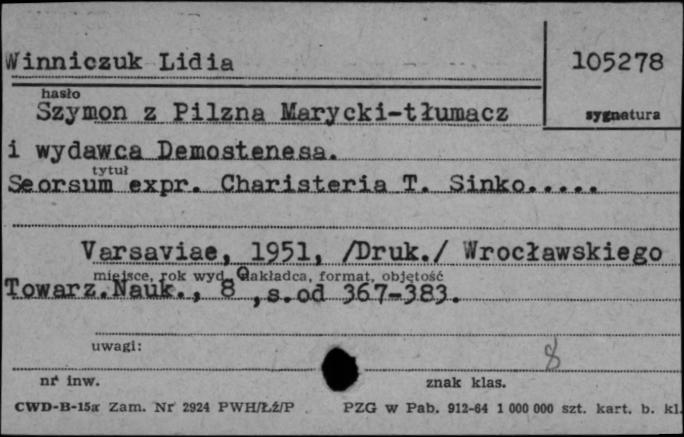 Winniczuk Lidia
105278
hasło
Szymon z Pilzna Marycki-tłumacz
sygnatura
i wydawca Demostenesa.
tytuł
Seorsum expr. Charisteria T. Sinko.....
Varsaviae, 1951, /Druk./ Wrocławskiego
miejsce, rok wyd. nakładca, format, objętość
Towarz.Nauk., 8o, s.od 367-383.
uwagi:
8
nr inw.
znak klas.
CWD-B-15a Zam. Nr 2924 PWH/Łź/P PZG w Pab. 912-64 1 000 000 szt. kart. b. kl.